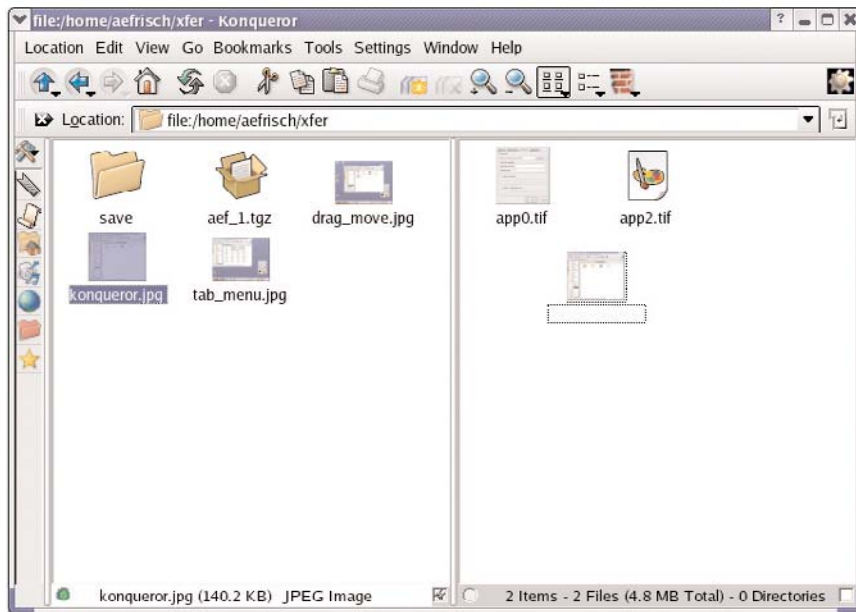 file:/home/aefrisch/xfer - Konqueror
Location Edit View Go Bookmarks Tools Settings Window Help
Location: file:/home/aefrisch/xfer
save aef_1.tgz drag_move.jpg
konqueror.jpg tab_menu.jpg
app0.tif app2.tif
konqueror.jpg (140.2 KB) JPEG Image
2 Items - 2 Files (4.8 MB Total) - 0 Directories